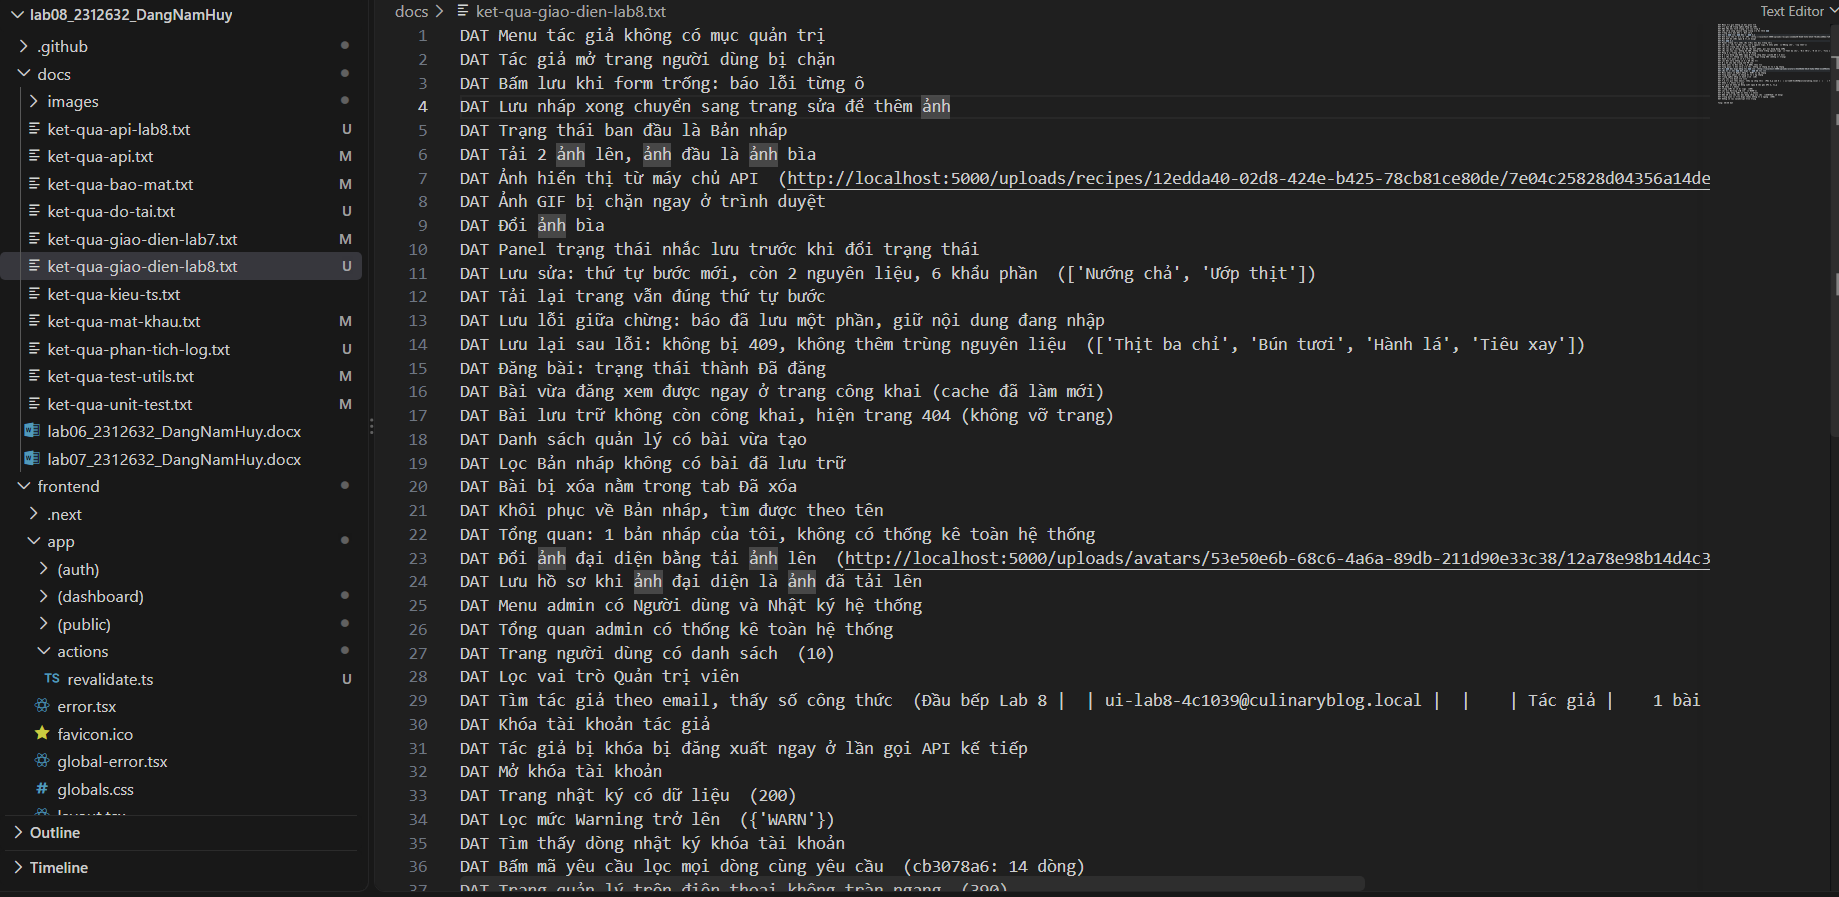 lab08_2312632_DangNamHuy
.github
docs
images
ket-qua-api-lab8.txt U
ket-qua-api.txt M
ket-qua-bao-mat.txt M
ket-qua-do-tai.txt U
ket-qua-giao-dien-lab7.txt M
ket-qua-giao-dien-lab8.txt U
ket-qua-kieu-ts.txt
ket-qua-mat-khau.txt M
ket-qua-phan-tich-log.txt U
ket-qua-test-utils.txt M
ket-qua-unit-test.txt M
lab06_2312632_DangNamHuy.docx
lab07_2312632_DangNamHuy.docx
frontend
.next
app
(auth)
(dashboard)
(public)
actions
TS revalidate.ts U
error.tsx
favicon.ico
global-error.tsx
# globals.css
layout.tsx
Outline
Timeline
docs > ket-qua-giao-dien-lab8.txt
Text Editor
1 DAT Menu tác giả không có mục quản trị
2 DAT Tác giả mở trang người dùng bị chặn
3 DAT Bấm lưu khi form trống: báo lỗi từng ô
4 DAT Lưu nháp xong chuyển sang trang sửa để thêm ảnh
5 DAT Trạng thái ban đầu là Bản nháp
6 DAT Tải 2 ảnh lên, ảnh đầu là ảnh bìa
7 DAT Ảnh hiển thị từ máy chủ API (http://localhost:5000/uploads/recipes/12edda40-02d8-424e-b425-78cb81ce80de/7e04c25828d04356a14de
8 DAT Ảnh GIF bị chặn ngay ở trình duyệt
9 DAT Đổi ảnh bìa
10 DAT Panel trạng thái nhắc lưu trước khi đổi trạng thái
11 DAT Lưu sửa: thứ tự bước mới, còn 2 nguyên liệu, 6 khẩu phần (['Nướng chả', 'Ướp thịt'])
12 DAT Tải lại trang vẫn đúng thứ tự bước
13 DAT Lưu lỗi giữa chừng: báo đã lưu một phần, giữ nội dung đang nhập
14 DAT Lưu lại sau lỗi: không bị 409, không thêm trùng nguyên liệu (['Thịt ba chỉ', 'Bún tươi', 'Hành lá', 'Tiêu xay'])
15 DAT Đăng bài: trạng thái thành Đã đăng
16 DAT Bài vừa đăng xem được ngay ở trang công khai (cache đã làm mới)
17 DAT Bài lưu trữ không còn công khai, hiện trang 404 (không vỡ trang)
18 DAT Danh sách quản lý có bài vừa tạo
19 DAT Lọc Bản nháp không có bài đã lưu trữ
20 DAT Bài bị xóa nằm trong tab Đã xóa
21 DAT Khôi phục về Bản nháp, tìm được theo tên
22 DAT Tổng quan: 1 bản nháp của tôi, không có thống kê toàn hệ thống
23 DAT Đổi ảnh đại diện bằng tải ảnh lên (http://localhost:5000/uploads/avatars/53e50e6b-68c6-4a6a-89db-211d90e33c38/12a78e98b14d4c3
24 DAT Lưu hồ sơ khi ảnh đại diện là ảnh đã tải lên
25 DAT Menu admin có Người dùng và Nhật ký hệ thống
26 DAT Tổng quan admin có thống kê toàn hệ thống
27 DAT Trang người dùng có danh sách (10)
28 DAT Lọc vai trò Quản trị viên
29 DAT Tìm tác giả theo email, thấy số công thức (Đầu bếp Lab 8 | | ui-lab8-4c1039@culinaryblog.local | | | Tác giả | 1 bài
30 DAT Khóa tài khoản tác giả
31 DAT Tác giả bị khóa bị đăng xuất ngay ở lần gọi API kế tiếp
32 DAT Mở khóa tài khoản
33 DAT Trang nhật ký có dữ liệu (200)
34 DAT Lọc mức Warning trở lên ({'WARN'})
35 DAT Tìm thấy dòng nhật ký khóa tài khoản
36 DAT Bấm mã yêu cầu lọc mọi dòng cùng yêu cầu (cb3078a6: 14 dòng)
37 DAT Trang quản lý trên điện thoại không tràn ngang (390)